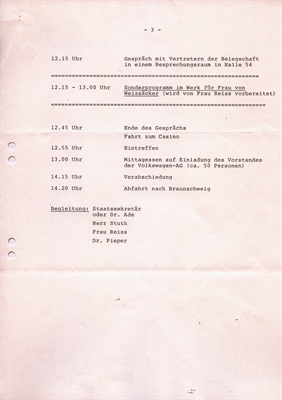 - 3 -
12.15 Uhr Gespräch mit Vertretern der Belegschaft
in einem Besprechungsraum in Halle 54
============================================================
12.15 - 13.00 Uhr Sonderprogramm im Werk für Frau von
Weizsäcker (wird von Frau Reiss vorbereitet)
============================================================
12.45 Uhr Ende des Gesprächs
Fahrt zum Casino
12.55 Uhr Eintreffen
13.00 Uhr Mittagessen auf Einladung des Vorstandes
der Volkswagen-AG (ca. 50 Personen)
14.15 Uhr Verabschiedung
14.20 Uhr Abfahrt nach Braunschweig
Begleitung: Staatssekretär
oder Dr. Ade
Herr Stuth
Frau Reiss
Dr. Pieper